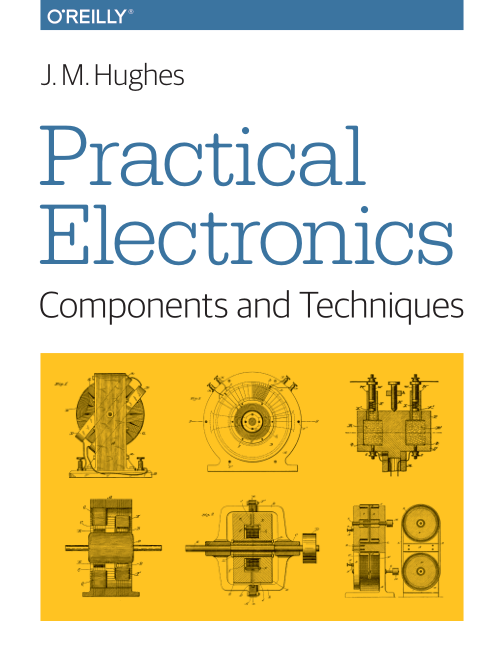 O'REILLY®
J. M. Hughes
Practical
Electronics
Components and Techniques